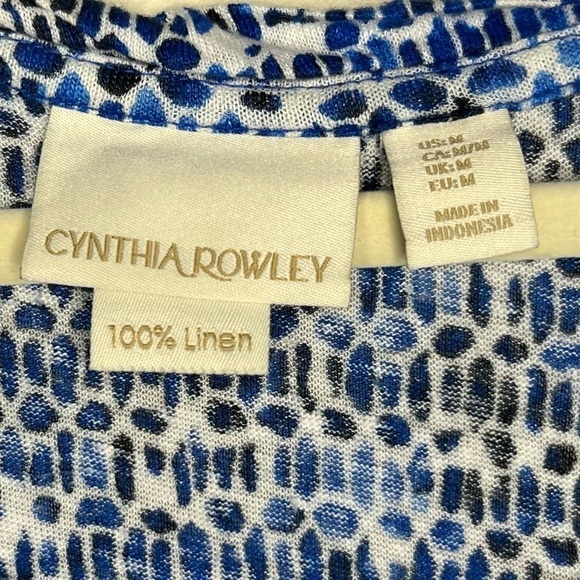 CYNTHIA ROWLEY
100% Linen
US: M
CA: M/M
UK: M
EU: M
MADE IN
INDONESIA